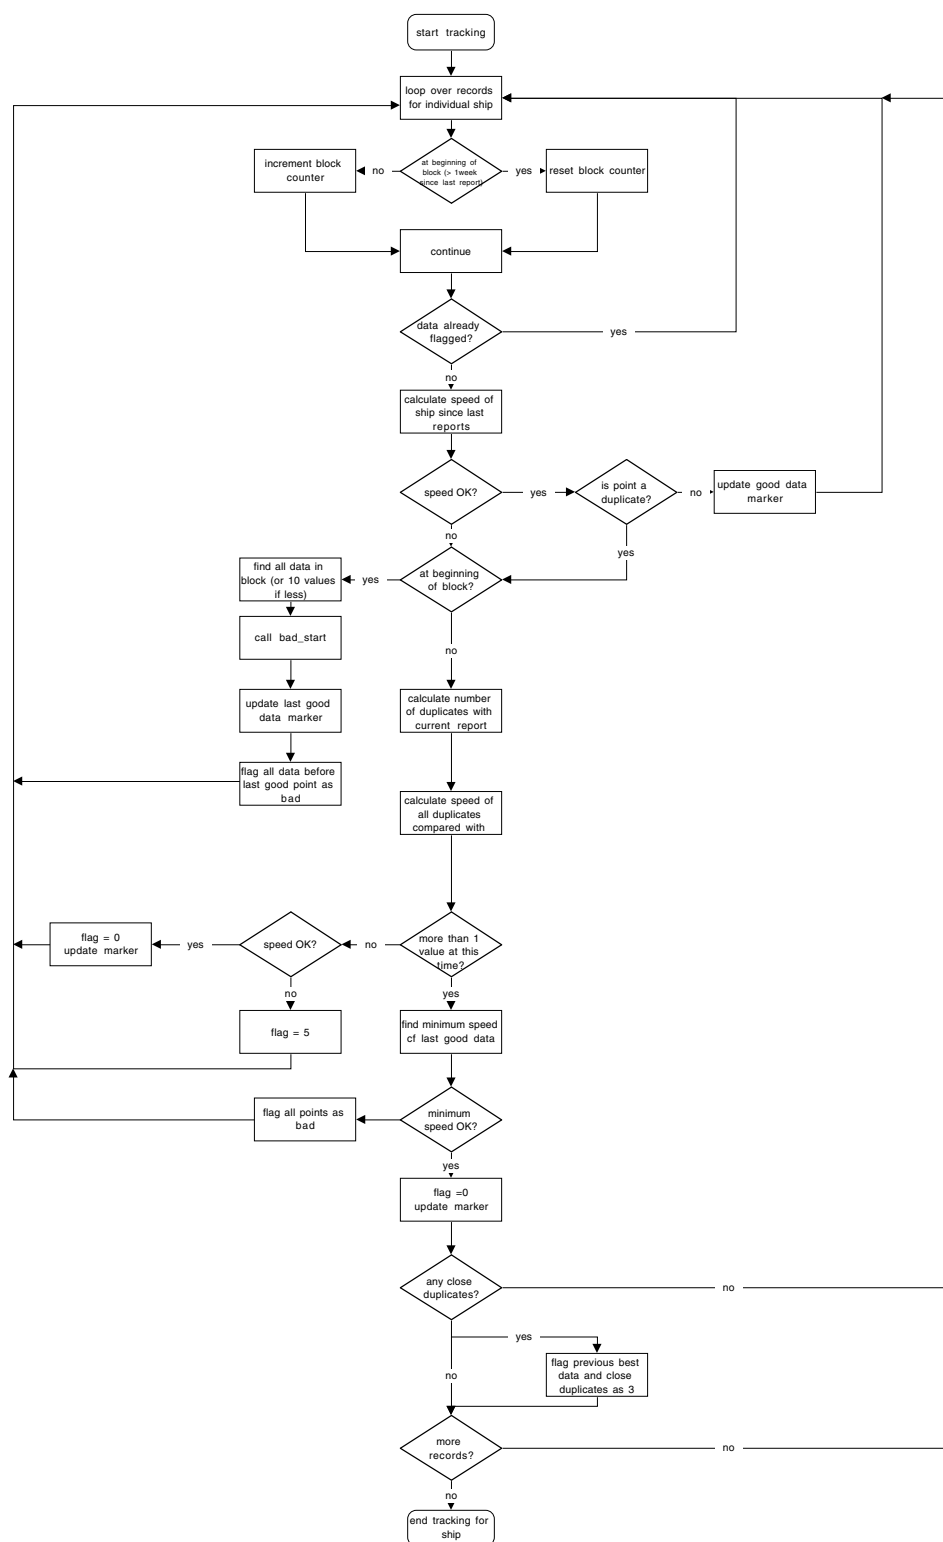 start tracking
loop over records
for individual ship
at beginning of
block (> 1week
since last report)
no
yes
increment block
counter
reset block counter
continue
data already
flagged?
yes
no
calculate speed of
ship since last
reports
speed OK?
yes
is point a
duplicate?
no
update good data
marker
no
yes
find all data in
block (or 10 values
if less)
yes
at beginning
of block?
call bad_start
no
update last good
data marker
calculate number
of duplicates with
current report
flag all data before
last good point as
bad
calculate speed of
all duplicates
compared with
flag = 0
update marker
yes
speed OK?
no
more than 1
value at this
time?
no
yes
flag = 5
find minimum speed
cf last good data
flag all points as
bad
minimum
speed OK?
yes
flag =0
update marker
any close
duplicates?
no
yes
no
flag previous best
data and close
duplicates as 3
more
records?
no
no
end tracking for
ship